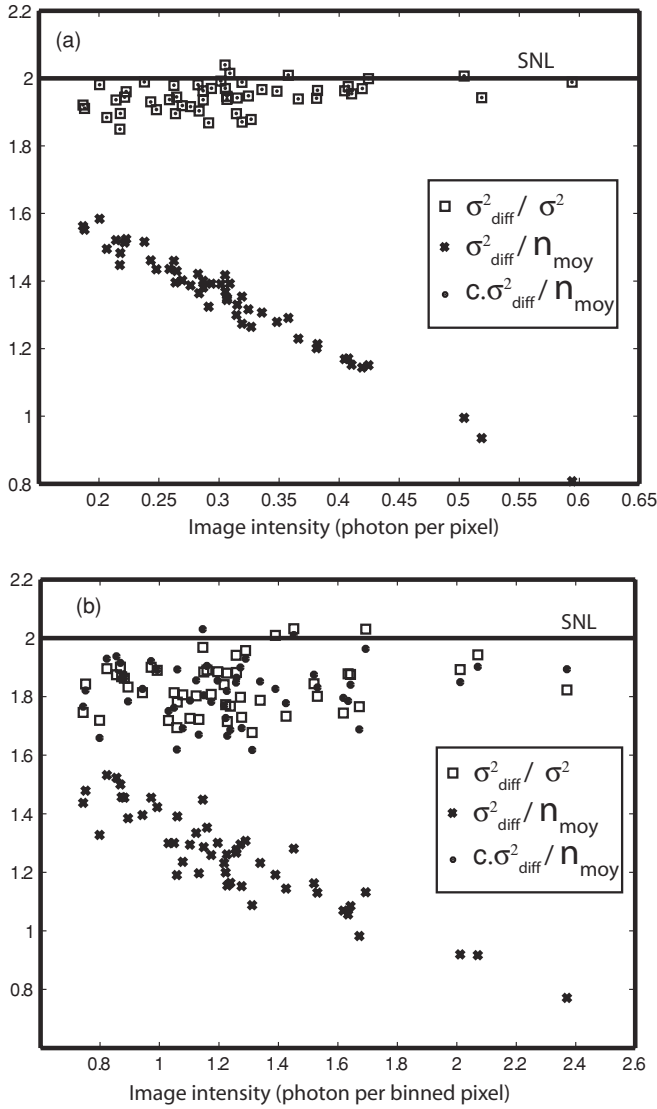 2.2
(a)
SNL
2
1.8
σ²diff / σ²
1.6
σ²diff / nmoy
1.4
c.σ²diff / nmoy
1.2
1
0.8
0.2 0.25 0.3 0.35 0.4 0.45 0.5 0.55 0.6 0.65
Image intensity (photon per pixel)
2.2
(b)
SNL
2
1.8
1.6
σ²diff / σ²
1.4
σ²diff / nmoy
1.2
c.σ²diff / nmoy
1
0.8
0.8 1 1.2 1.4 1.6 1.8 2 2.2 2.4 2.6
Image intensity (photon per binned pixel)